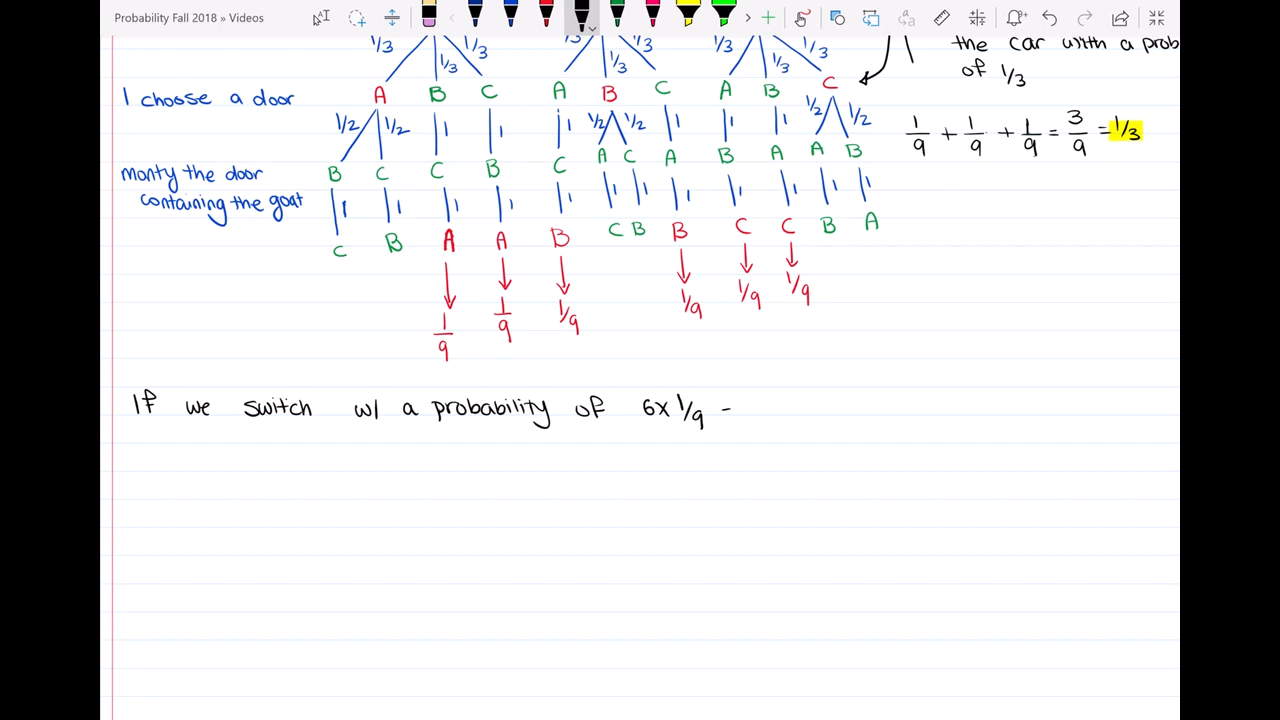 Probability Fall 2018 » Videos
1/3 1/3 1/3 1/3 1/3 1/3 1/3 1/3 1/3
the car with a prob
of 1/3
I choose a door A B C A B C A B C
1/2 1/2 1 1 1 1/2 1/2 1 1 1 1/2 1/2
1/9 + 1/9 + 1/9 = 3/9 = 1/3
monty the door B C C B C A C A B A A B
containing the goat 1 1 1 1 1 1 1 1 1 1 1 1
C B A A B C B B C C B A
1/9 1/9 1/9 1/9 1/9 1/9
If we switch w/ a probability of 6x 1/9 -